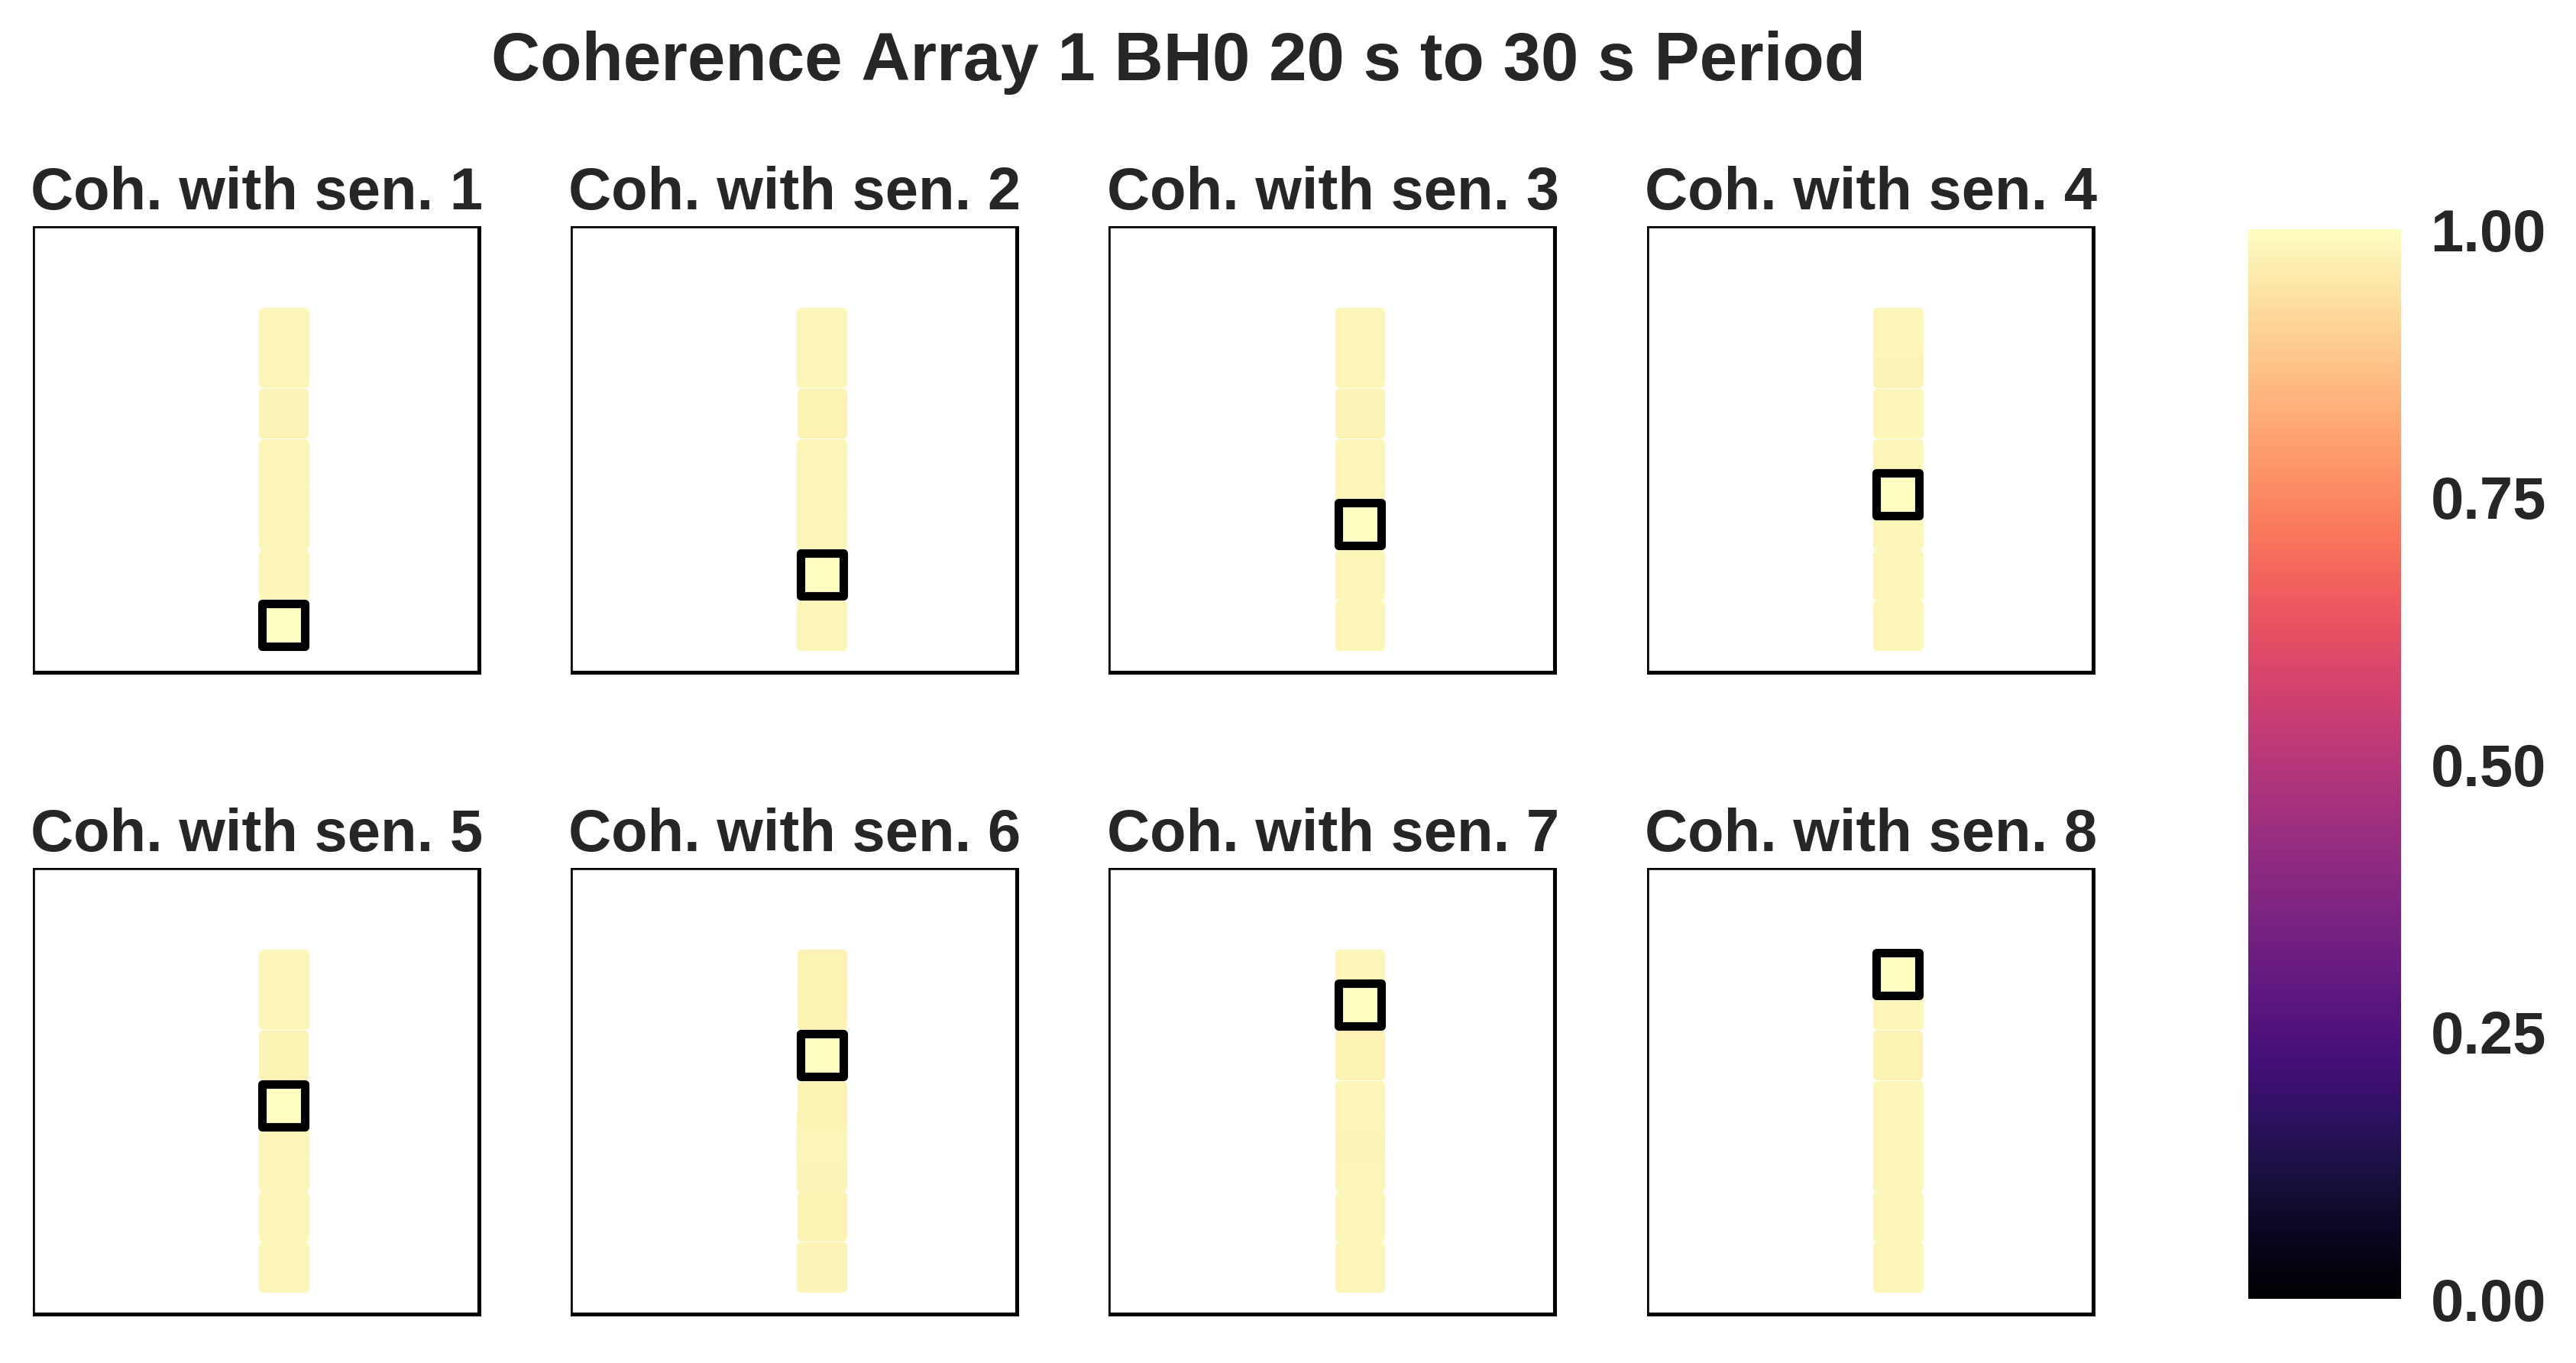 Coherence Array 1 BH0 20 s to 30 s Period
Coh. with sen. 1
Coh. with sen. 2
Coh. with sen. 3
Coh. with sen. 4
1.00
0.75
0.50
0.25
0.00
Coh. with sen. 5
Coh. with sen. 6
Coh. with sen. 7
Coh. with sen. 8